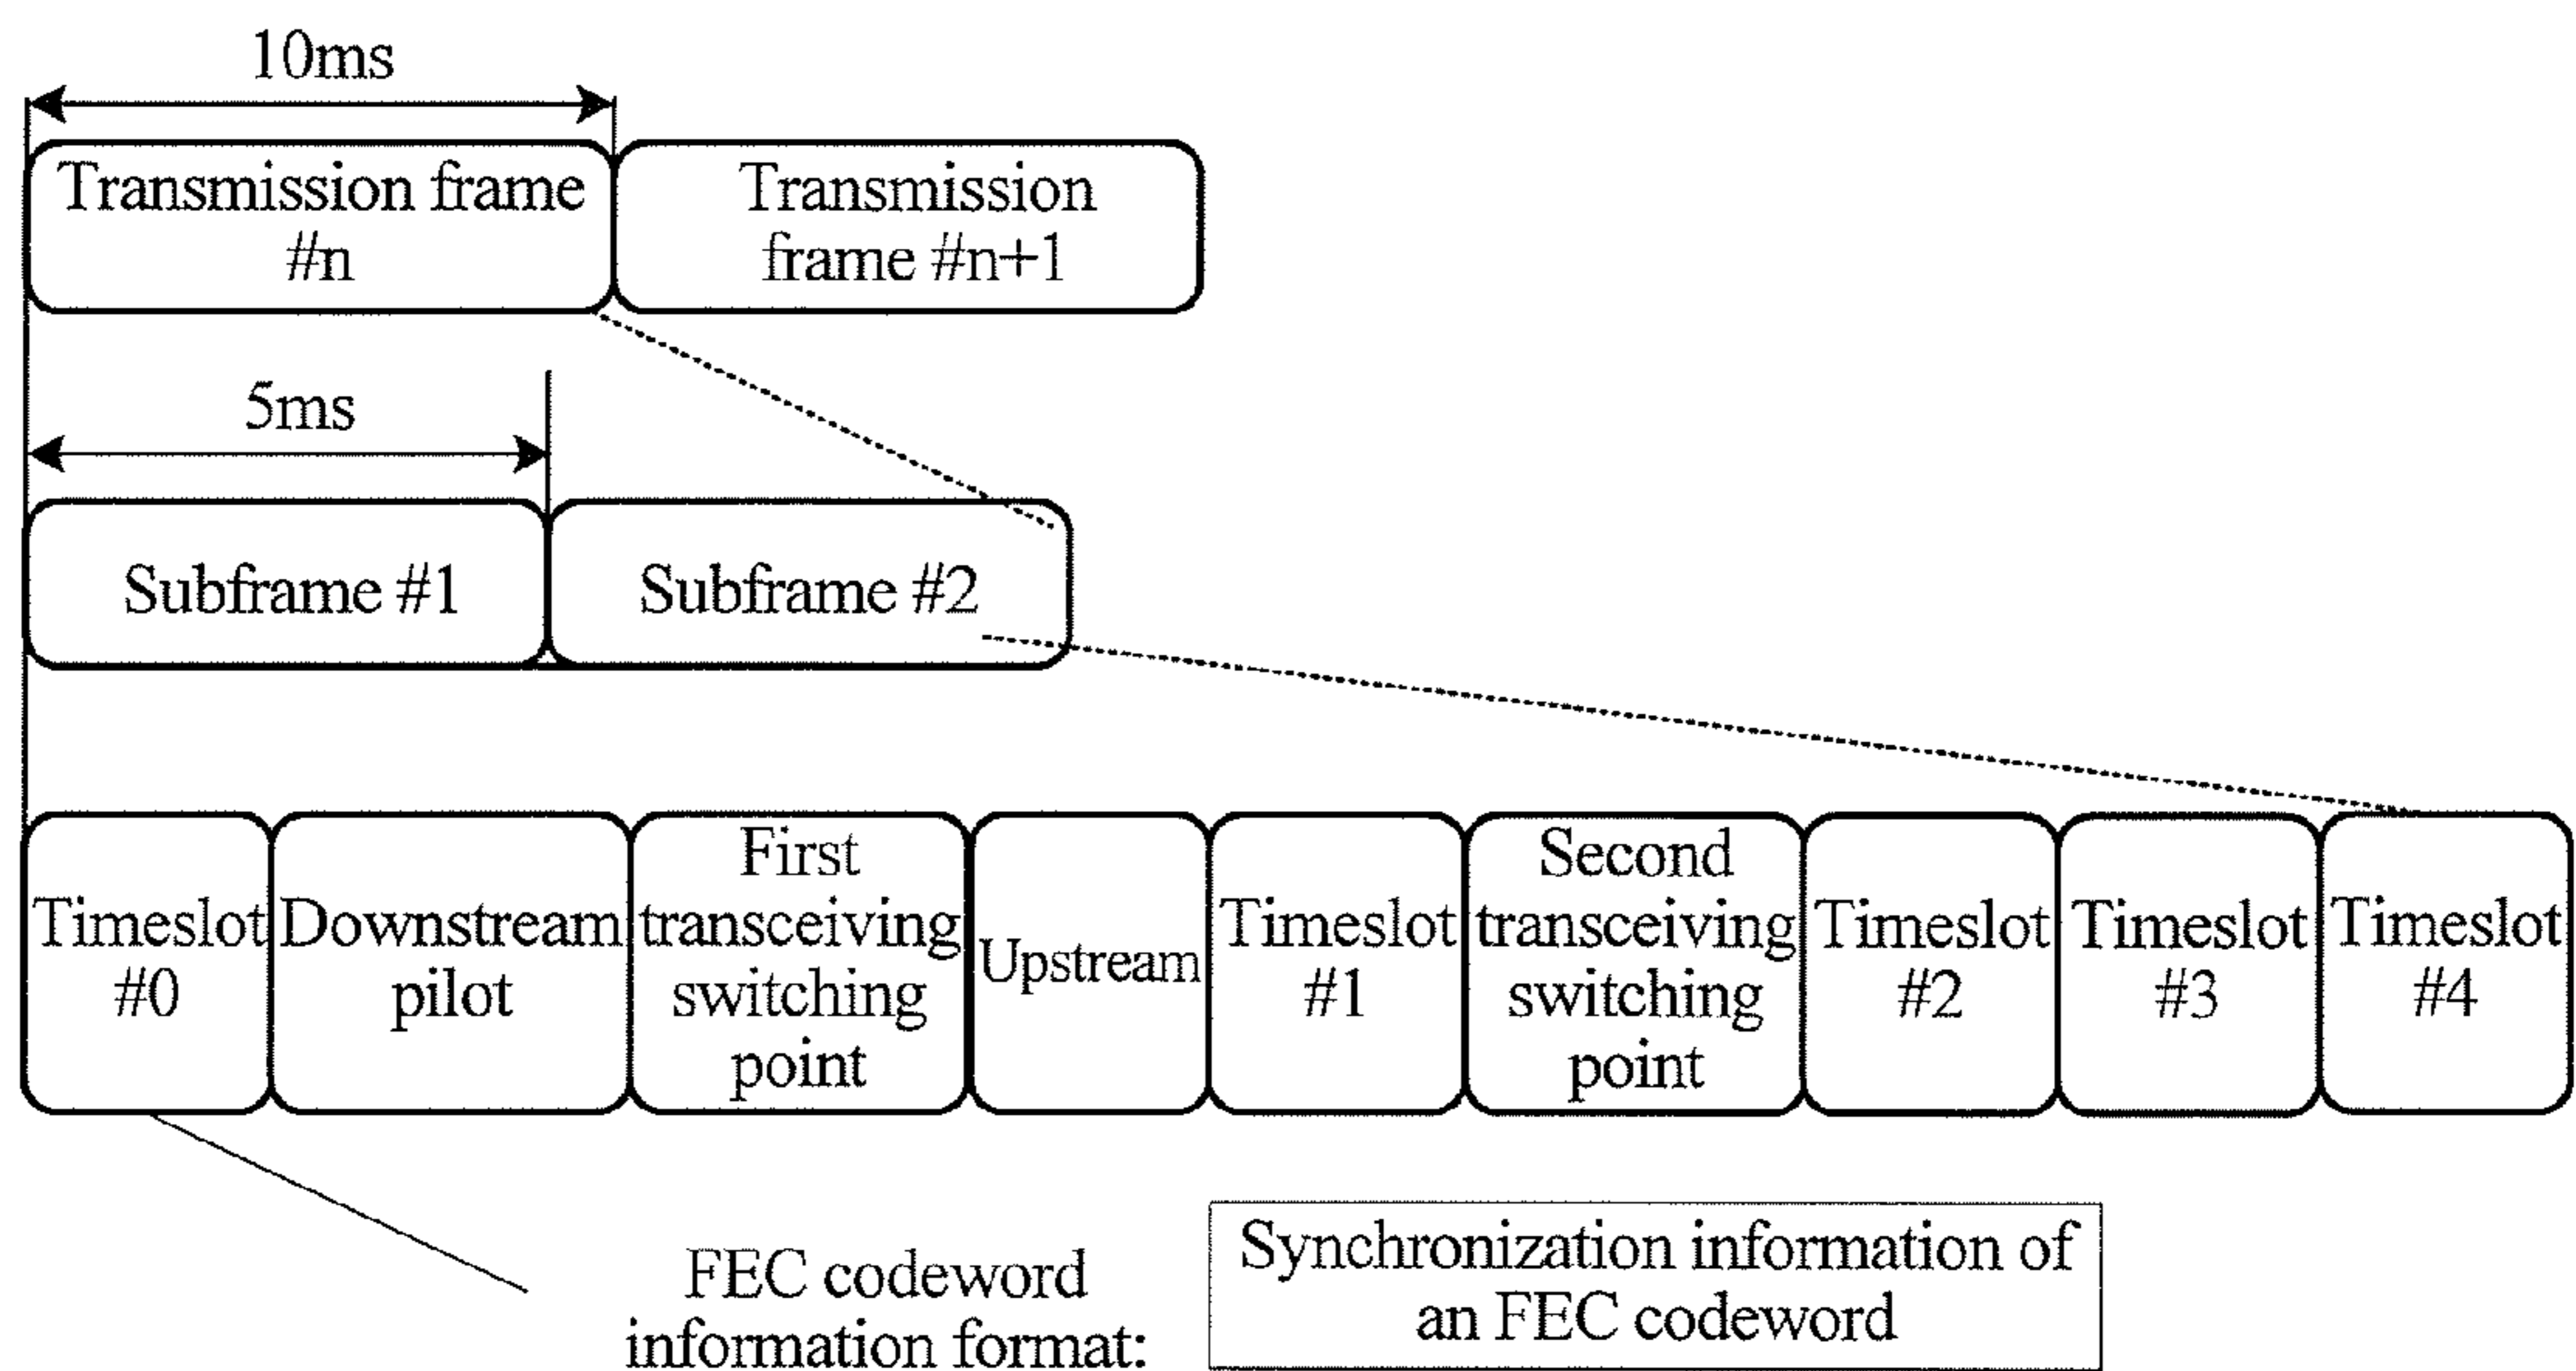 10ms
Transmission frame
#n
Transmission
frame #n+1
5ms
Subframe #1
Subframe #2
Timeslot
#0
Downstream
pilot
First
transceiving
switching
point
Upstream
Timeslot
#1
Second
transceiving
switching
point
Timeslot
#2
Timeslot
#3
Timeslot
#4
FEC codeword
information format:
Synchronization information of
an FEC codeword